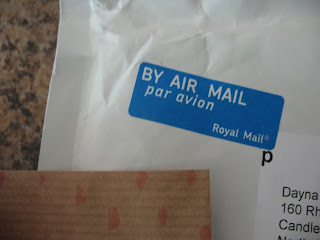 BY AIR MAIL
par avion
Royal Mail®
p
Dayna
160 Rh
Candle